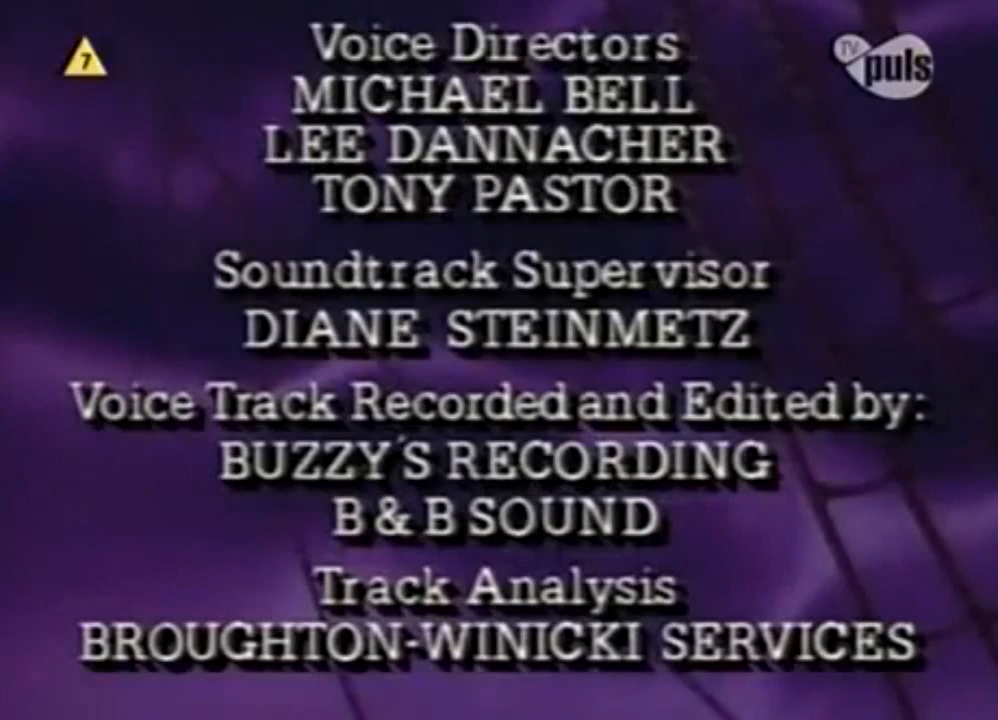 7
TV
puls
Voice Directors
MICHAEL BELL
LEE DANNACHER
TONY PASTOR
Soundtrack Supervisor
DIANE STEINMETZ
Voice Track Recorded and Edited by:
BUZZY'S RECORDING
B & B SOUND
Track Analysis
BROUGHTON-WINICKI SERVICES